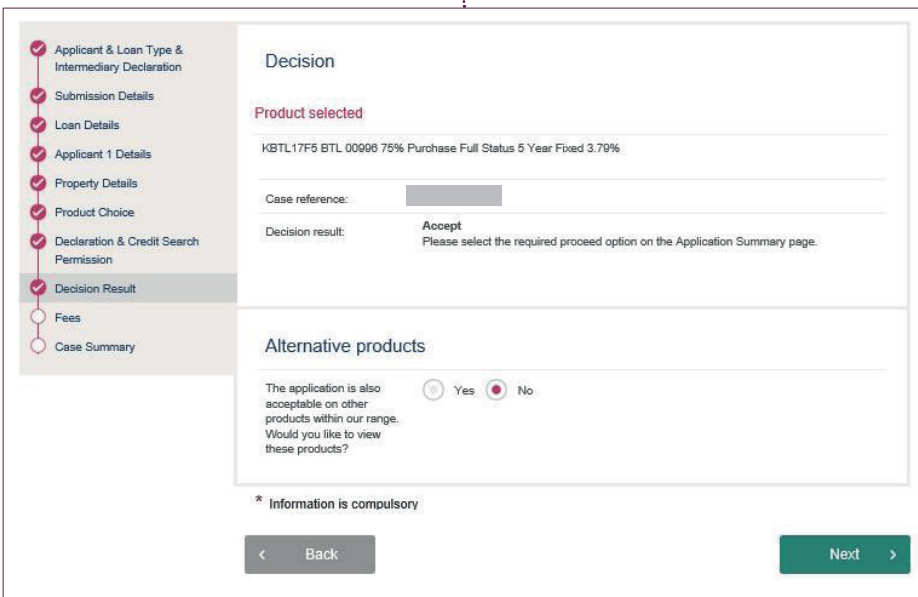 Applicant & Loan Type &
Intermediary Declaration
Submission Details
Loan Details
Applicant 1 Details
Property Details
Product Choice
Declaration & Credit Search
Permission
Decision Result
Fees
Case Summary
Decision
Product selected
KBTL17F5 BTL 00996 75% Purchase Full Status 5 Year Fixed 3.79%
Case reference:
Decision result: Accept
Please select the required proceed option on the Application Summary page.
Alternative products
The application is also
acceptable on other
products within our range.
Would you like to view
these products?
Yes No
* Information is compulsory
< Back
Next >